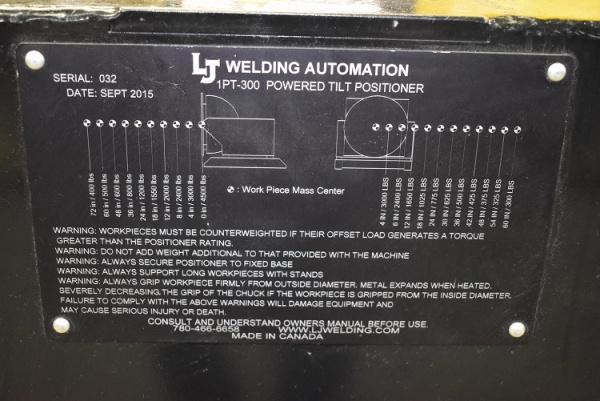 LJ WELDING AUTOMATION
SERIAL: 032
1PT-300 POWERED TILT POSITIONER
DATE: SEPT 2015
72 in / 400 lbs
60 in / 500 lbs
48 in / 600 lbs
36 in / 800 lbs
24 in / 1200 lbs
18 in / 1550 lbs
12 in / 2000 lbs
8 in / 2400 lbs
4 in / 3000 lbs
0 in / 4500 lbs
4 IN / 3000 LBS
6 IN / 2400 LBS
12 IN / 1650 LBS
18 IN / 1025 LBS
24 IN / 775 LBS
30 IN / 625 LBS
36 IN / 500 LBS
42 IN / 425 LBS
48 IN / 375 LBS
54 IN / 325 LBS
60 IN / 300 LBS
: Work Piece Mass Center
WARNING: WORKPIECES MUST BE COUNTERWEIGHTED IF THEIR OFFSET LOAD GENERATES A TORQUE
GREATER THAN THE POSITIONER RATING.
WARNING: DO NOT ADD WEIGHT ADDITIONAL TO THAT PROVIDED WITH THE MACHINE
WARNING: ALWAYS SECURE POSITIONER TO FIXED BASE
WARNING: ALWAYS SUPPORT LONG WORKPIECES WITH STANDS
WARNING: ALWAYS GRIP WORKPIECE FIRMLY FROM OUTSIDE DIAMETER. METAL EXPANDS WHEN HEATED.
SEVERELY DECREASING THE GRIP OF THE CHUCK IF THE WORKPIECE IS GRIPPED FROM THE INSIDE DIAMETER.
FAILURE TO COMPLY WITH THE ABOVE WARNINGS WILL DAMAGE EQUIPMENT AND
MAY CAUSE SERIOUS INJURY OR DEATH.
CONSULT AND UNDERSTAND OWNERS MANUAL BEFORE USE.
780-466-6658 WWW.LJWELDING.COM
MADE IN CANADA